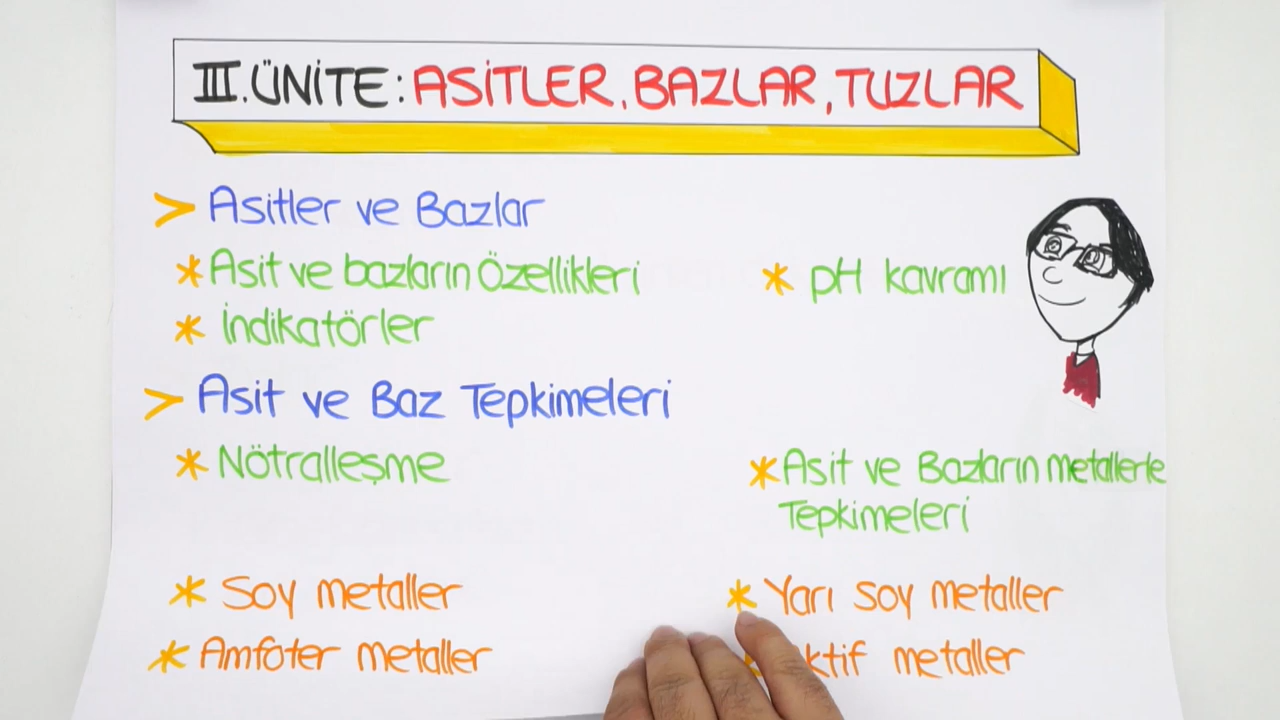 III. ÜNİTE: ASİTLER, BAZLAR, TUZLAR
> Asitler ve Bazlar
* Asit ve bazların Özellikleri
* pH kavramı
* İndikatörler
> Asit ve Baz Tepkimeleri
* Nötralleşme
* Asit ve Bazların metallerle
Tepkimeleri
* Soy metaller
* Yarı soy metaller
* Amfoter metaller
metaller